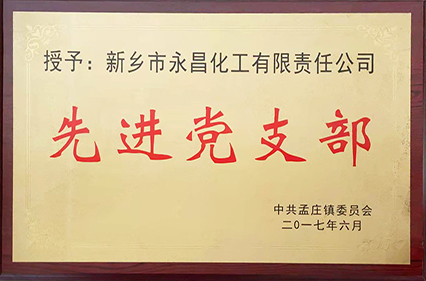 授予：新乡市永昌化工有限责任公司
先进党支部
中共孟庄镇委员会
二〇一七年六月